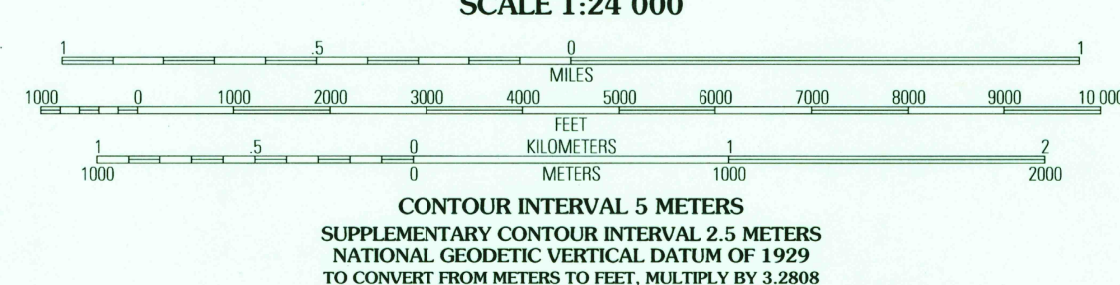 SCALE 1:24 000
1 .5 0 1
MILES
1000 0 1000 2000 3000 4000 5000 6000 7000 8000 9000 10 000
FEET
1 .5 0 KILOMETERS 1 2
1000 0 METERS 1000 2000
CONTOUR INTERVAL 5 METERS
SUPPLEMENTARY CONTOUR INTERVAL 2.5 METERS
NATIONAL GEODETIC VERTICAL DATUM OF 1929
TO CONVERT FROM METERS TO FEET, MULTIPLY BY 3.2808